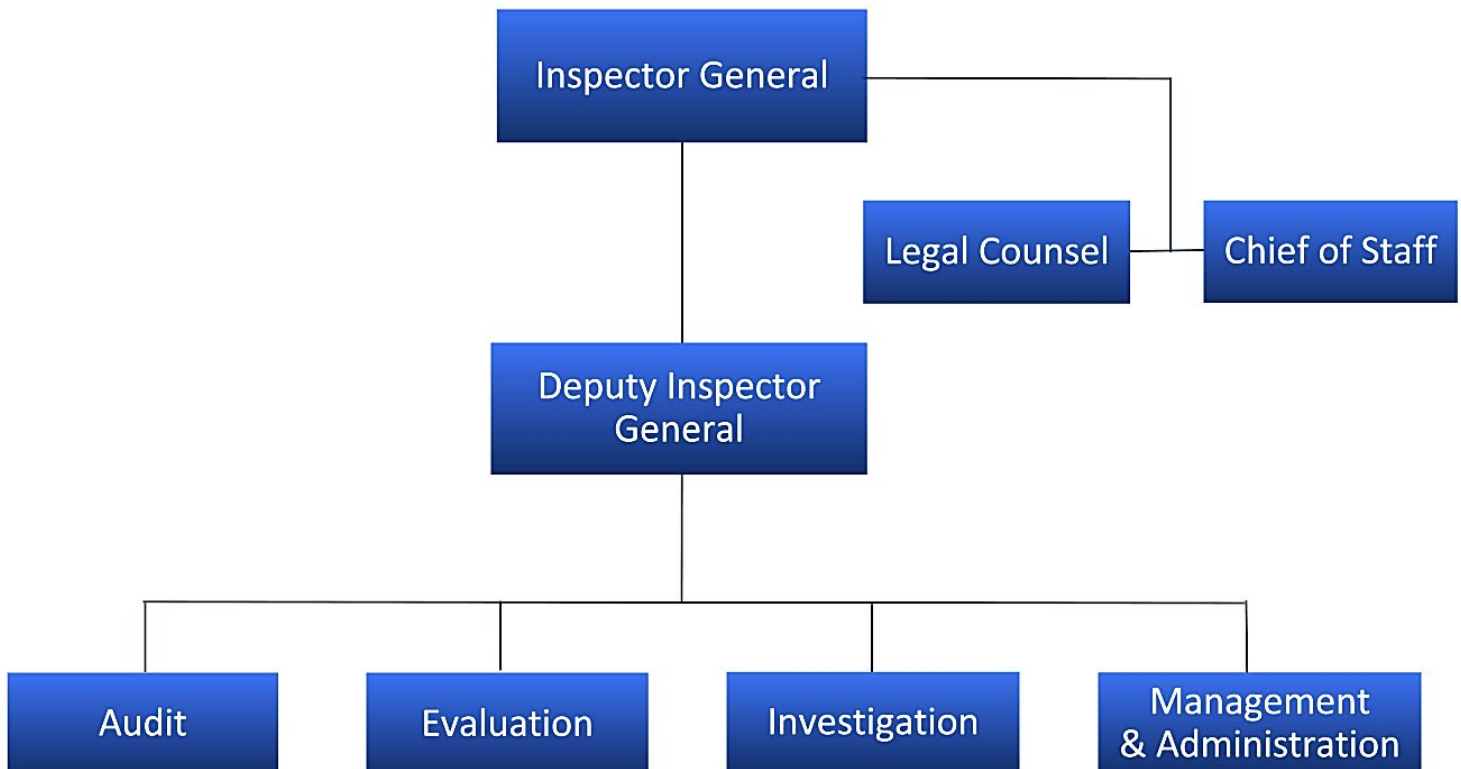 Inspector General
Legal Counsel
Chief of Staff
Deputy Inspector
General
Audit
Evaluation
Investigation
Management
& Administration